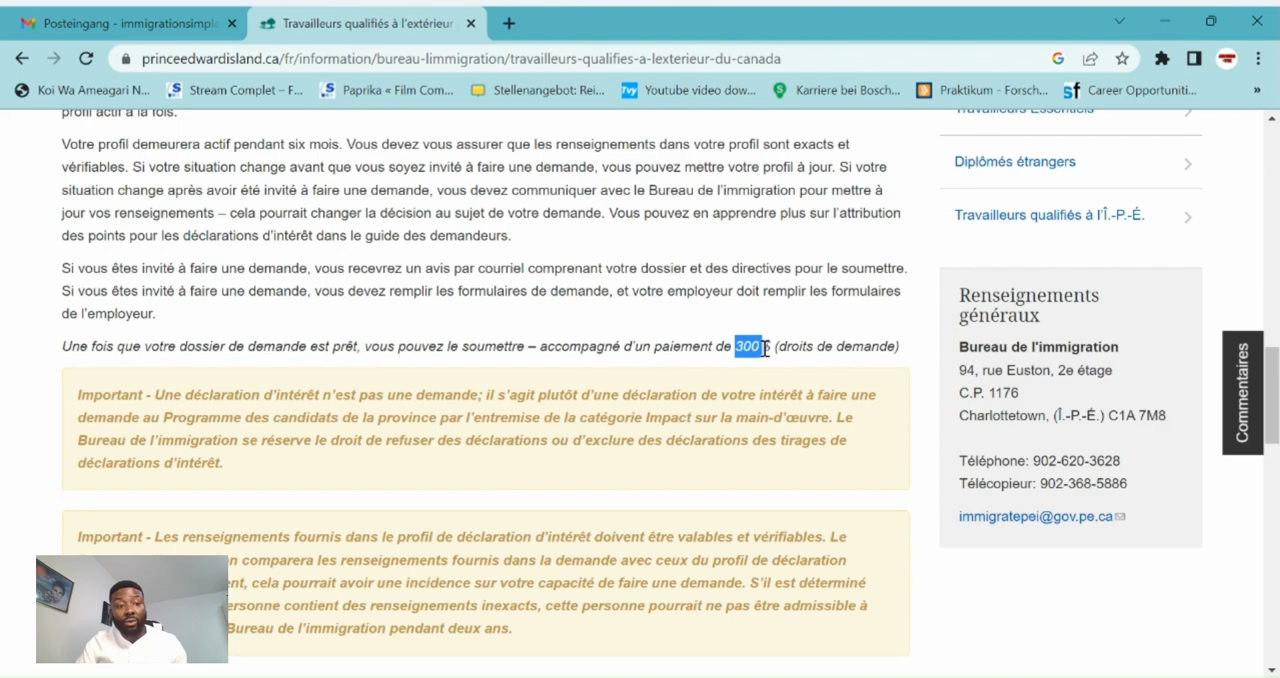 Posteingang - immigrationsimpl
Travailleurs qualifiés à l'extérieur
princeedwardisland.ca/fr/information/bureau-limmigration/travailleurs-qualifies-a-lexterieur-du-canada
Koi Wa Ameagari N...
Stream Complet – F...
Paprika « Film Com...
Stellenangebot: Rei...
Youtube video dow...
Karriere bei Bosch...
Praktikum - Forsch...
Career Opportuniti...
profil actif à la fois.
Votre profil demeurera actif pendant six mois. Vous devez vous assurer que les renseignements dans votre profil sont exacts et
vérifiables. Si votre situation change avant que vous soyez invité à faire une demande, vous pouvez mettre votre profil à jour. Si votre
situation change après avoir été invité à faire une demande, vous devez communiquer avec le Bureau de l'immigration pour mettre à
jour vos renseignements – cela pourrait changer la décision au sujet de votre demande. Vous pouvez en apprendre plus sur l'attribution
des points pour les déclarations d'intérêt dans le guide des demandeurs.
Si vous êtes invité à faire une demande, vous recevrez un avis par courriel comprenant votre dossier et des directives pour le soumettre.
Si vous êtes invité à faire une demande, vous devez remplir les formulaires de demande, et votre employeur doit remplir les formulaires
de l'employeur.
Une fois que votre dossier de demande est prêt, vous pouvez le soumettre – accompagné d'un paiement de 300 $ (droits de demande)
Important - Une déclaration d'intérêt n'est pas une demande; il s'agit plutôt d'une déclaration de votre intérêt à faire une
demande au Programme des candidats de la province par l'entremise de la catégorie Impact sur la main-d'œuvre. Le
Bureau de l'immigration se réserve le droit de refuser des déclarations ou d'exclure des déclarations des tirages de
déclarations d'intérêt.
Important - Les renseignements fournis dans le profil de déclaration d'intérêt doivent être valables et vérifiables. Le
on comparera les renseignements fournis dans la demande avec ceux du profil de déclaration
ent, cela pourrait avoir une incidence sur votre capacité de faire une demande. S'il est déterminé
ersonne contient des renseignements inexacts, cette personne pourrait ne pas être admissible à
Bureau de l'immigration pendant deux ans.
Travailleurs Essentiels
Diplômés étrangers
Travailleurs qualifiés à l'Î.-P.-É.
Renseignements
généraux
Bureau de l'immigration
94, rue Euston, 2e étage
C.P. 1176
Charlottetown, (Î.-P.-É.) C1A 7M8
Téléphone: 902-620-3628
Télécopieur: 902-368-5886
immigratepei@gov.pe.ca
Commentaires